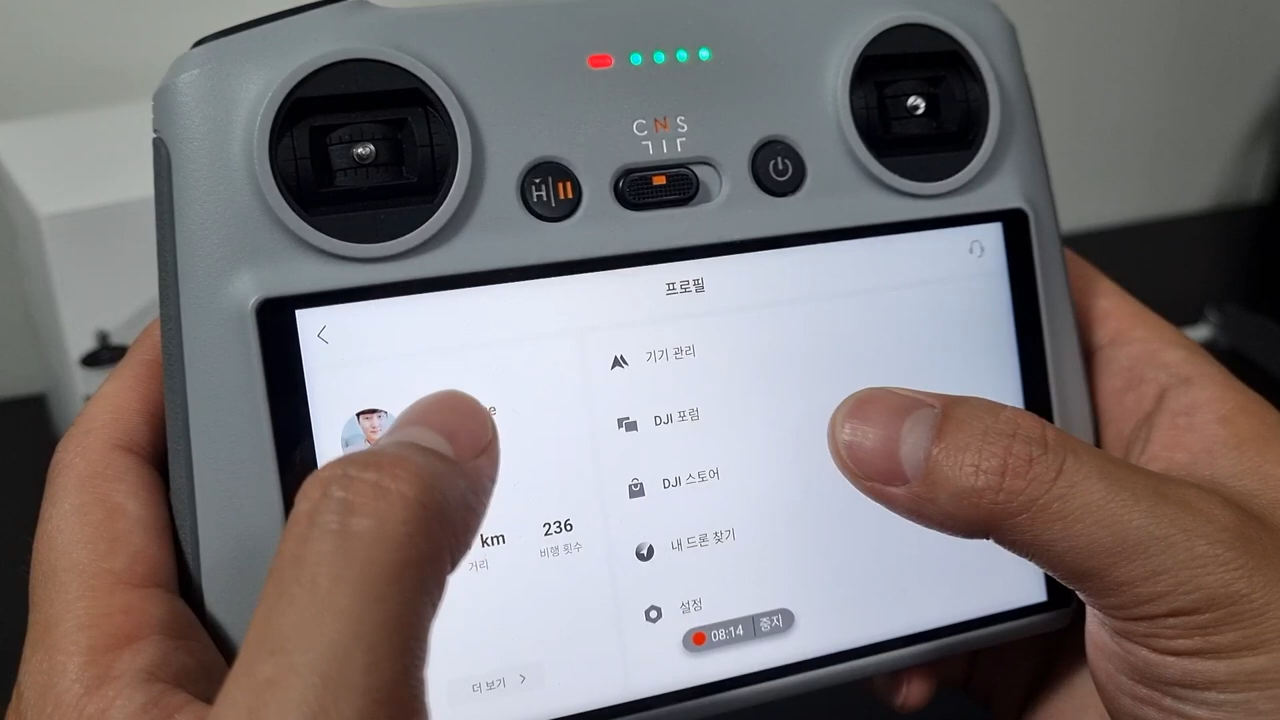 C N S
H
프로필
기기 관리
DJI 포럼
DJI 스토어
내 드론 찾기
설정
km
거리
236
비행 횟수
더 보기
08:14 중지